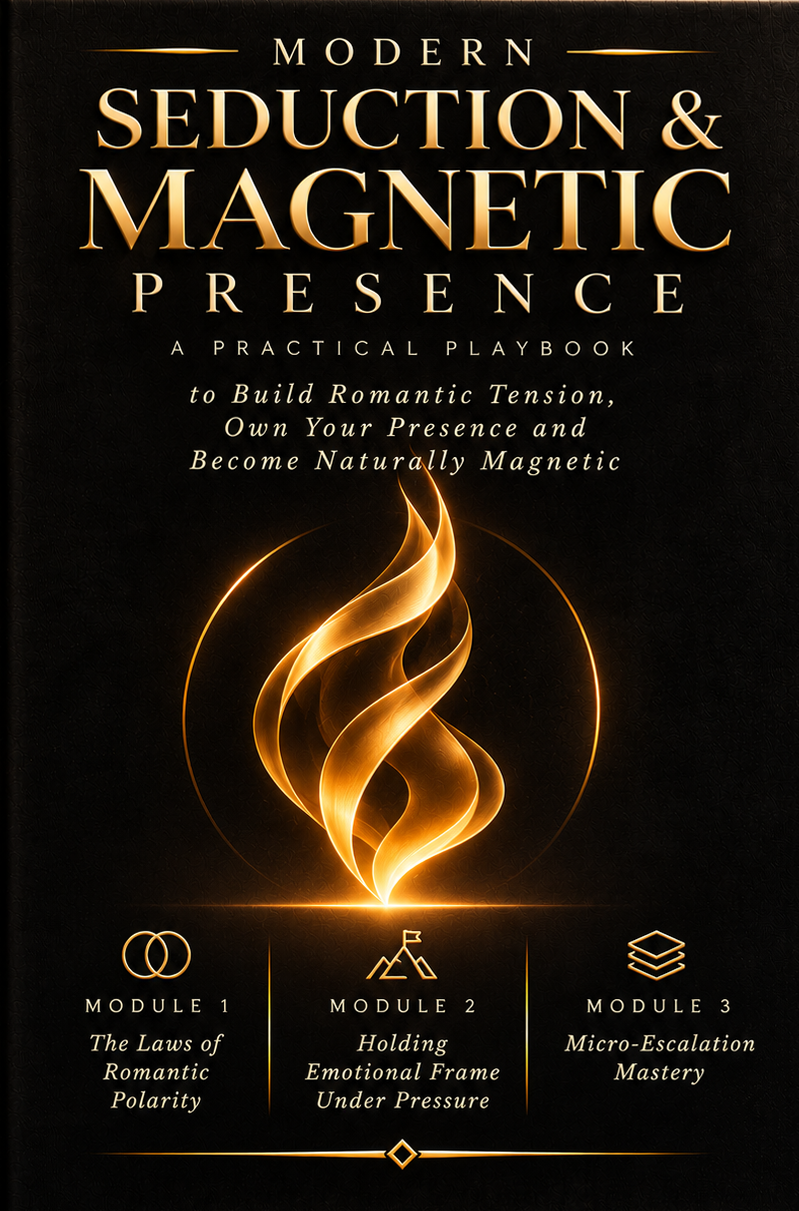 MODERN
SEDUCTION &
MAGNETIC
PRESENCE
A PRACTICAL PLAYBOOK
to Build Romantic Tension,
Own Your Presence and
Become Naturally Magnetic
MODULE 1
The Laws of
Romantic
Polarity
MODULE 2
Holding
Emotional Frame
Under Pressure
MODULE 3
Micro-Escalation
Mastery